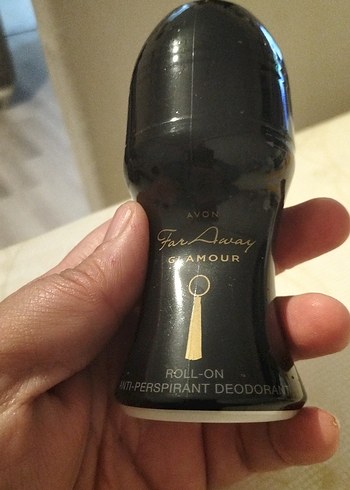 AVON
Far Away
GLAMOUR
ROLL-ON
ANTI-PERSPIRANT DEODORANT